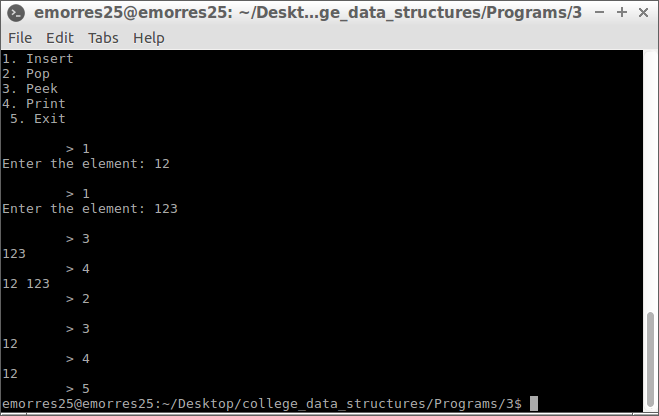 emorres25@emorres25: ~/Deskt...ge_data_structures/Programs/3
File Edit Tabs Help
1. Insert
2. Pop
3. Peek
4. Print
 5. Exit
        > 1
Enter the element: 12
        > 1
Enter the element: 123
        > 3
123
        > 4
12 123
        > 2
        > 3
12
        > 4
12
        > 5
emorres25@emorres25:~/Desktop/college_data_structures/Programs/3$